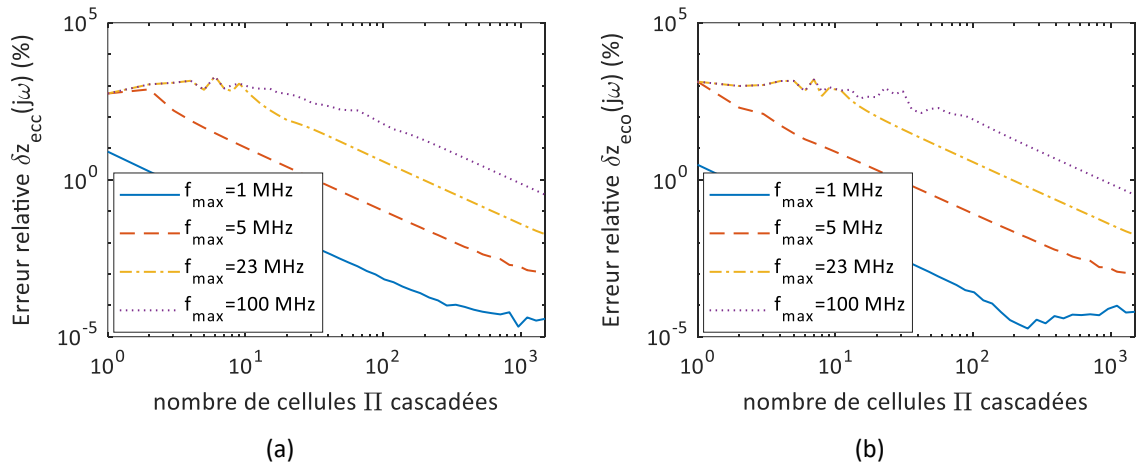 10^5
10^0
10^-5
Erreur relative δz_ecc(jω) (%)
f_max=1 MHz
f_max=5 MHz
f_max=23 MHz
f_max=100 MHz
10^0 10^1 10^2 10^3
nombre de cellules Π cascadées
(a)
10^5
10^0
10^-5
Erreur relative δz_eco(jω) (%)
f_max=1 MHz
f_max=5 MHz
f_max=23 MHz
f_max=100 MHz
10^0 10^1 10^2 10^3
nombre de cellules Π cascadées
(b)